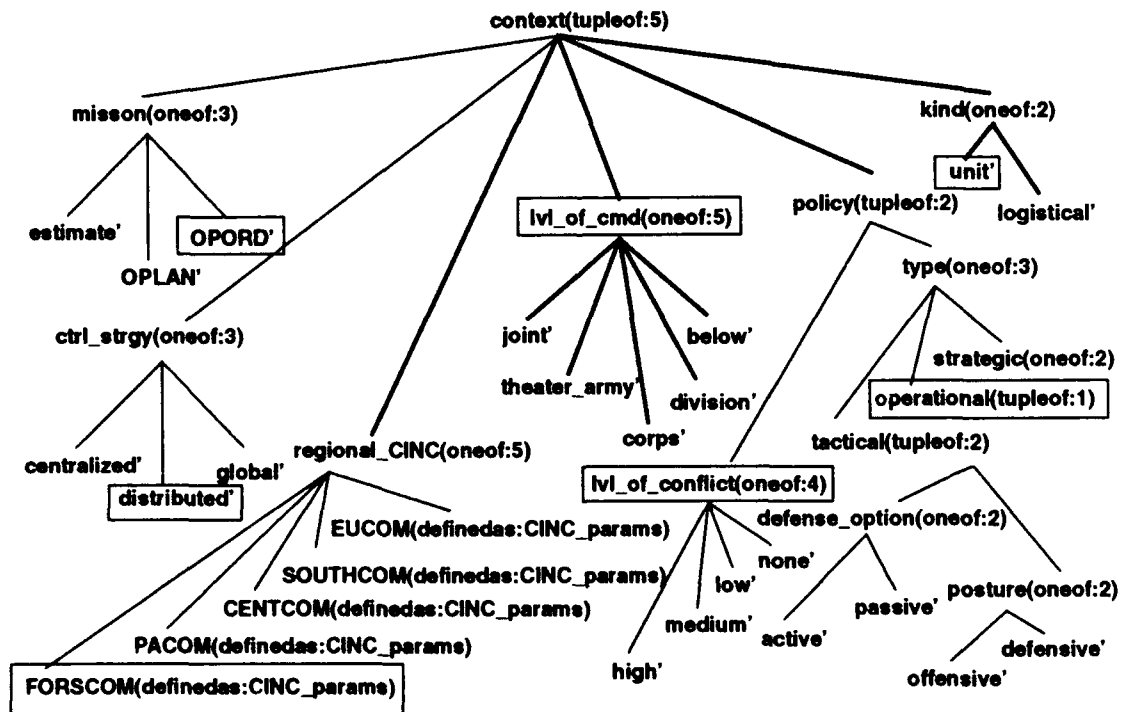 context(tupleof:5)
misson(oneof:3)
kind(oneof:2)
unit'
logistical'
lvl_of_cmd(oneof:5)
policy(tupleof:2)
estimate'
OPORD'
OPLAN'
type(oneof:3)
ctrl_strgy(oneof:3)
joint'
below'
theater_army'
division'
corps'
strategic(oneof:2)
operational(tupleof:1)
tactical(tupleof:2)
centralized'
global'
distributed'
regional_CINC(oneof:5)
lvl_of_conflict(oneof:4)
EUCOM(definedas:CINC_params)
SOUTHCOM(definedas:CINC_params)
CENTCOM(definedas:CINC_params)
PACOM(definedas:CINC_params)
FORSCOM(definedas:CINC_params)
none'
low'
medium'
high'
defense_option(oneof:2)
active'
passive'
posture(oneof:2)
defensive'
offensive'